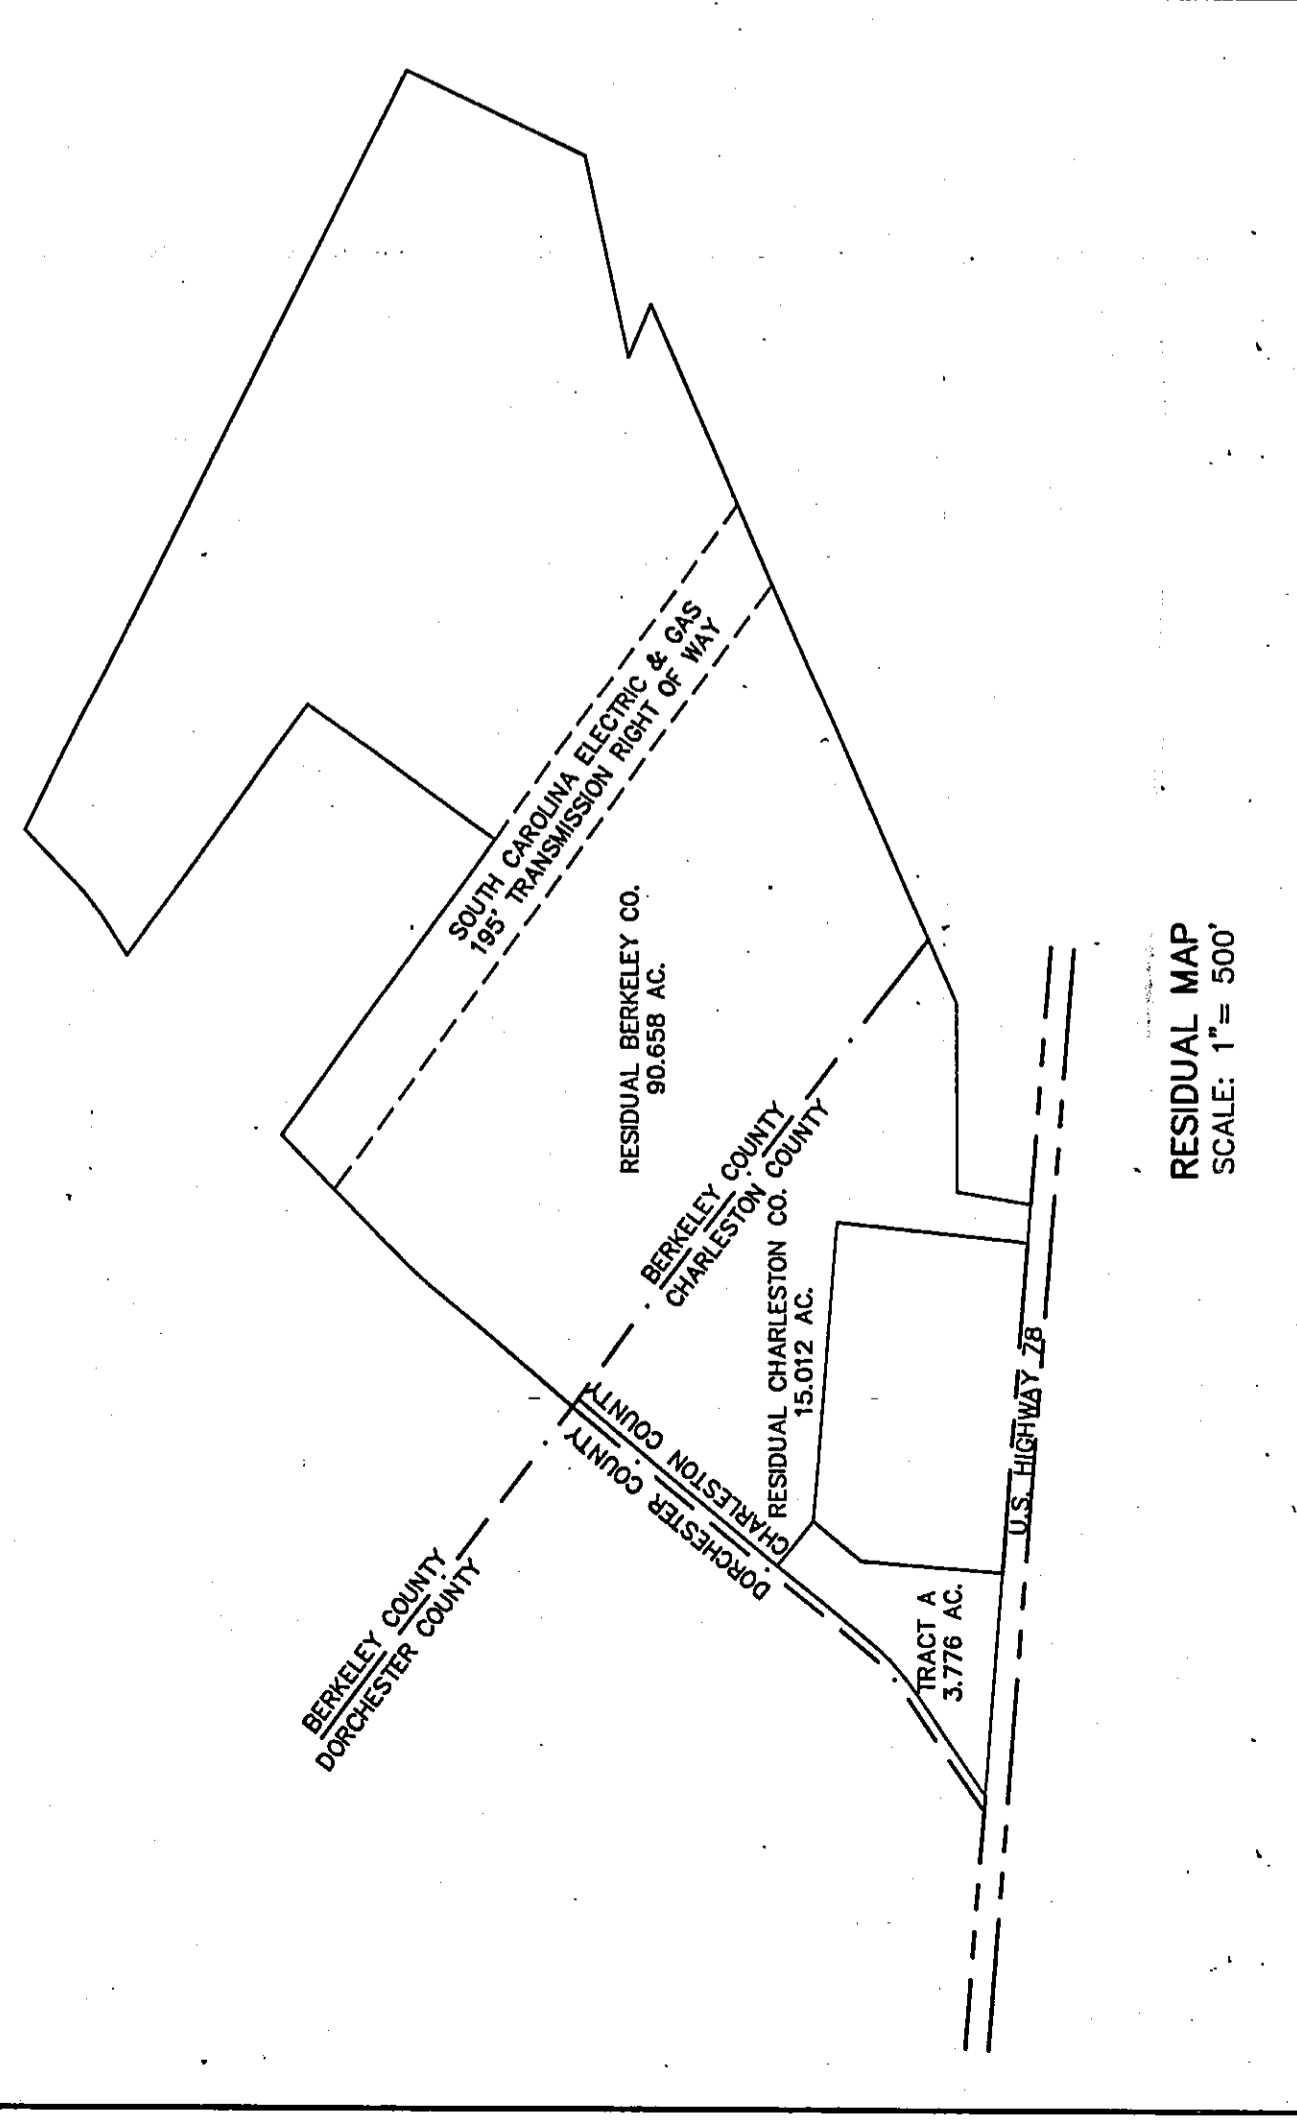 SOUTH CAROLINA ELECTRIC & GAS
195' TRANSMISSION RIGHT OF WAY
RESIDUAL BERKELEY CO.
90.658 AC.
BERKELEY COUNTY
CHARLESTON COUNTY
BERKELEY COUNTY
DORCHESTER COUNTY
CHARLESTON COUNTY
DORCHESTER COUNTY
RESIDUAL CHARLESTON CO.
15.012 AC.
TRACT A
3.776 AC.
U.S. HIGHWAY 78
RESIDUAL MAP
SCALE: 1"= 500'